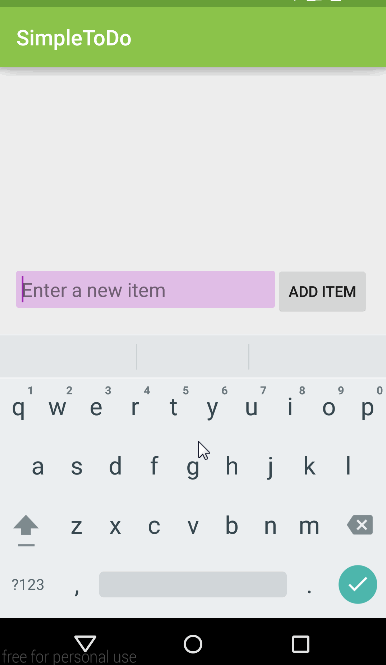 SimpleToDo
Enter a new item
ADD ITEM
1 2 3 4 5 6 7 8 9 0
q w e r t y u i o p
a s d f g h j k l
z x c v b n m
?123 , .
free for personal use